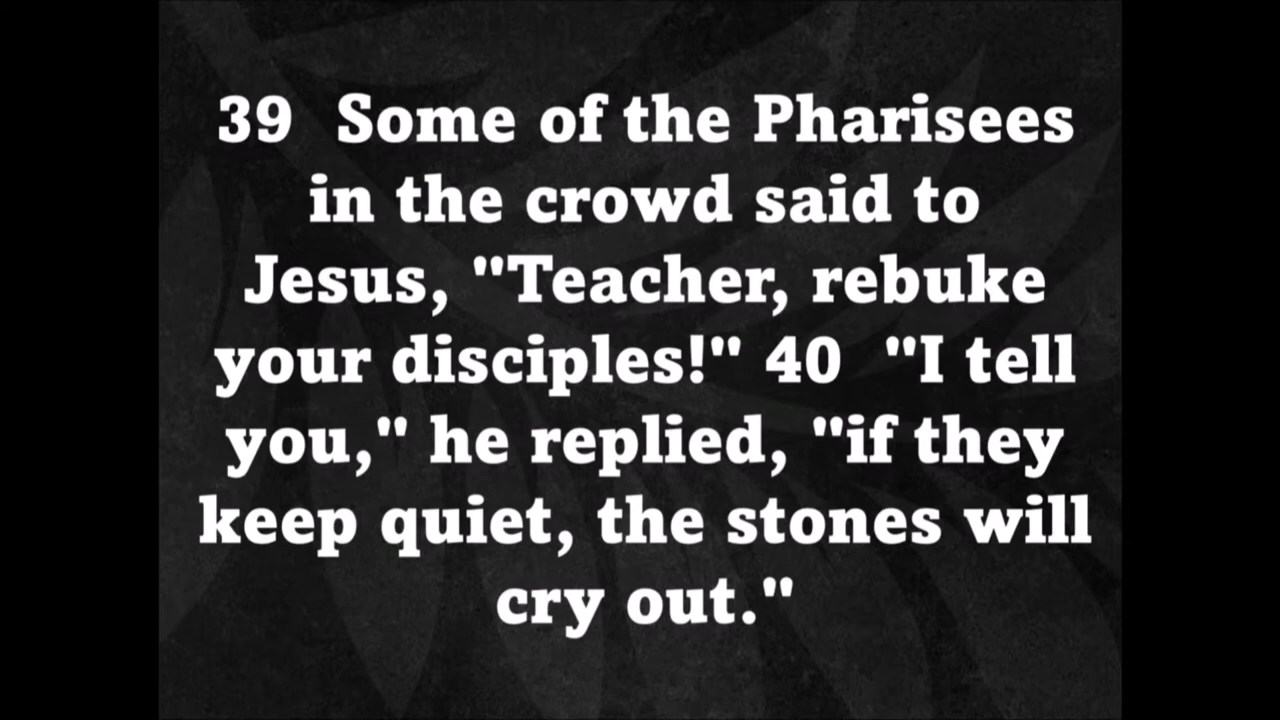 39  Some of the Pharisees
in the crowd said to
Jesus, "Teacher, rebuke
your disciples!" 40  "I tell
you," he replied, "if they
keep quiet, the stones will
cry out."